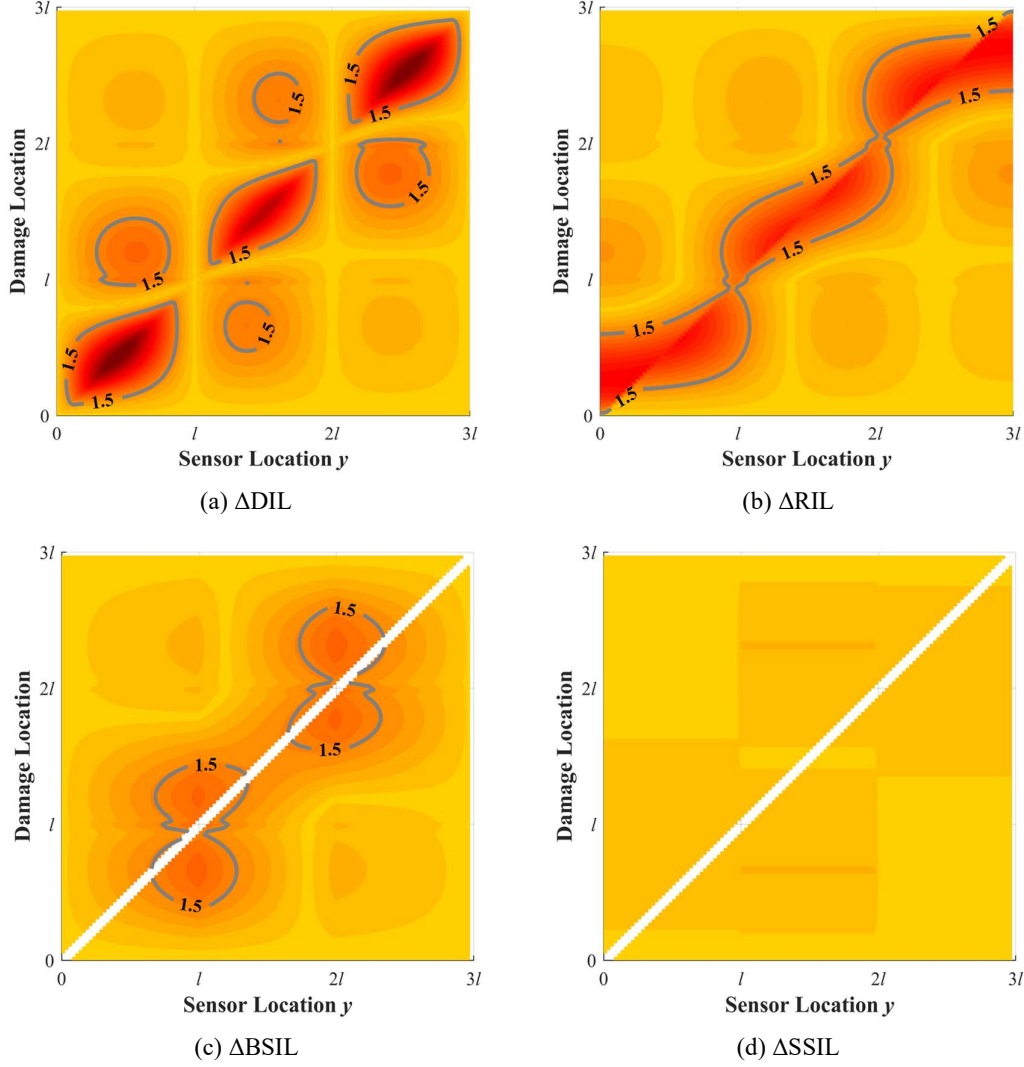 3l
2l
l
0
Damage Location
1.5
1.5
1.5
1.5
1.5
1.5
1.5
1.5
1.5
1.5
0
l
2l
3l
Sensor Location y
(a) ΔDIL
3l
2l
l
0
Damage Location
1.5
1.5
1.5
1.5
1.5
1.5
0
l
2l
3l
Sensor Location y
(b) ΔRIL
3l
2l
l
0
Damage Location
1.5
1.5
1.5
1.5
0
l
2l
3l
Sensor Location y
(c) ΔBSIL
3l
2l
l
0
Damage Location
0
l
2l
3l
Sensor Location y
(d) ΔSSIL